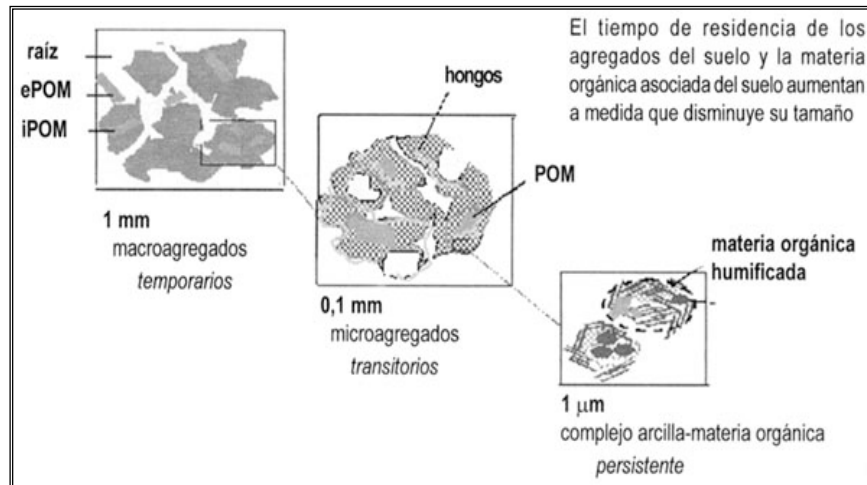 El tiempo de residencia de los
agregados del suelo y la materia
orgánica asociada del suelo aumentan
a medida que disminuye su tamaño
raíz
ePOM
iPOM
1 mm
macroagregados
temporarios
hongos
POM
0,1 mm
microagregados
transitorios
materia orgánica
humificada
1 μm
complejo arcilla-materia orgánica
persistente